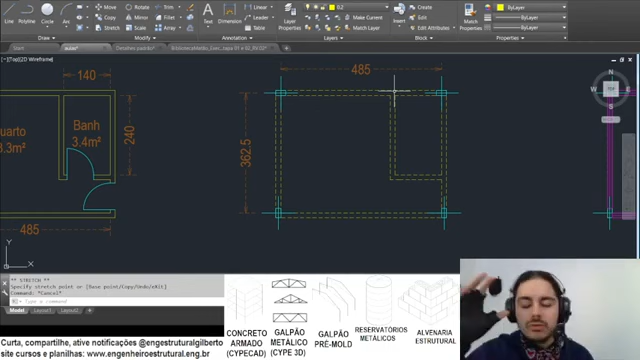 Line
Polyline
Circle
Arc
Move
Copy
Stretch
Rotate
Mirror
Scale
Trim
Fillet
Array
Draw
Modify
Text
Dimension
Linear
Leader
Table
Annotation
Layer
Properties
0.2
Make Current
Match Layer
Layers
Insert
Create
Edit
Block
Match
Properties
ByLayer
ByLayer
ByLayer
Properties
Start
Detalhes padrão*
[-][Top][2D Wireframe]
140
240
Banh
3.4m²
uarto
3.3m²
485
485
362.5
N
W
TOP
E
S
Y
X
** STRETCH **
Specify stretch point or [Base point/Copy/Undo/eXit]:
Command: *Cancel*
Type a command
Model
Layout1
Layout2
CONCRETO
ARMADO
(CYPECAD)
GALPÃO
METÁLICO
(CYPE 3D)
GALPÃO
PRÉ-MOLD
RESERVATÓRIOS
METÁLICOS
ALVENARIA
ESTRUTURAL
Curta, compartilhe, ative notificações @engestruturalgilberto
site cursos e planilhas: www.engenheiroestrutural.eng.br